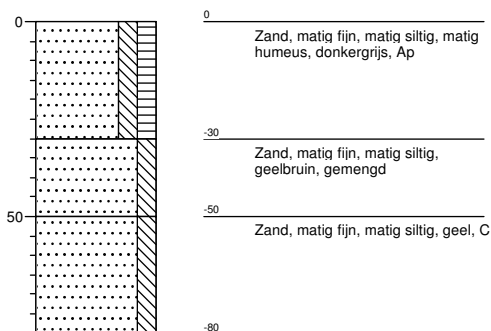 0
0
Zand, matig fijn, matig siltig, matig
humeus, donkergrijs, Ap
-30
Zand, matig fijn, matig siltig,
geelbruin, gemengd
50
-50
Zand, matig fijn, matig siltig, geel, C
-80